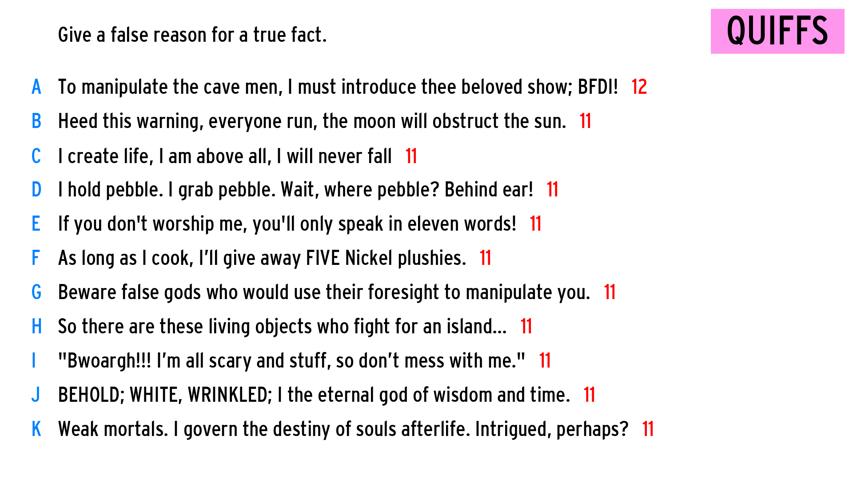 Give a false reason for a true fact.
QUIFFS
A To manipulate the cave men, I must introduce thee beloved show; BFDI! 12
B Heed this warning, everyone run, the moon will obstruct the sun. 11
C I create life, I am above all, I will never fall 11
D I hold pebble. I grab pebble. Wait, where pebble? Behind ear! 11
E If you don't worship me, you'll only speak in eleven words! 11
F As long as I cook, I’ll give away FIVE Nickel plushies. 11
G Beware false gods who would use their foresight to manipulate you. 11
H So there are these living objects who fight for an island... 11
I "Bwoargh!!! I’m all scary and stuff, so don’t mess with me." 11
J BEHOLD; WHITE, WRINKLED; I the eternal god of wisdom and time. 11
K Weak mortals. I govern the destiny of souls afterlife. Intrigued, perhaps? 11